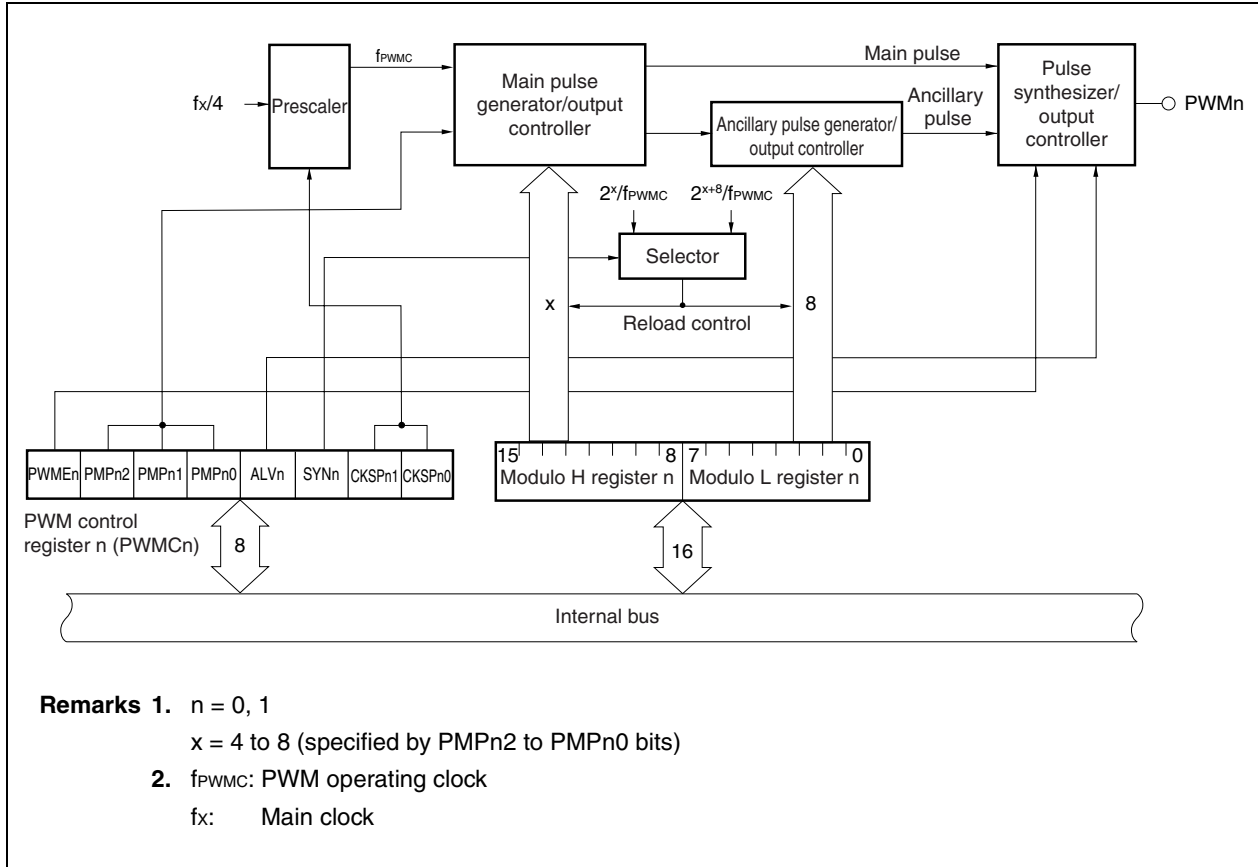 fX/4
Prescaler
fPWMC
Main pulse
generator/output
controller
Main pulse
Ancillary pulse generator/
output controller
Ancillary
pulse
Pulse
synthesizer/
output
controller
PWMn
2^x/fPWMC
2^x+8/fPWMC
Selector
x
Reload control
8
PWMEn PMPn2 PMPn1 PMPn0 ALVn SYNn CKSPn1 CKSPn0
PWM control
register n (PWMCn)
8
15 8 7 0
Modulo H register n Modulo L register n
16
Internal bus
Remarks 1. n = 0, 1
x = 4 to 8 (specified by PMPn2 to PMPn0 bits)
2. fPWMC: PWM operating clock
fX: Main clock